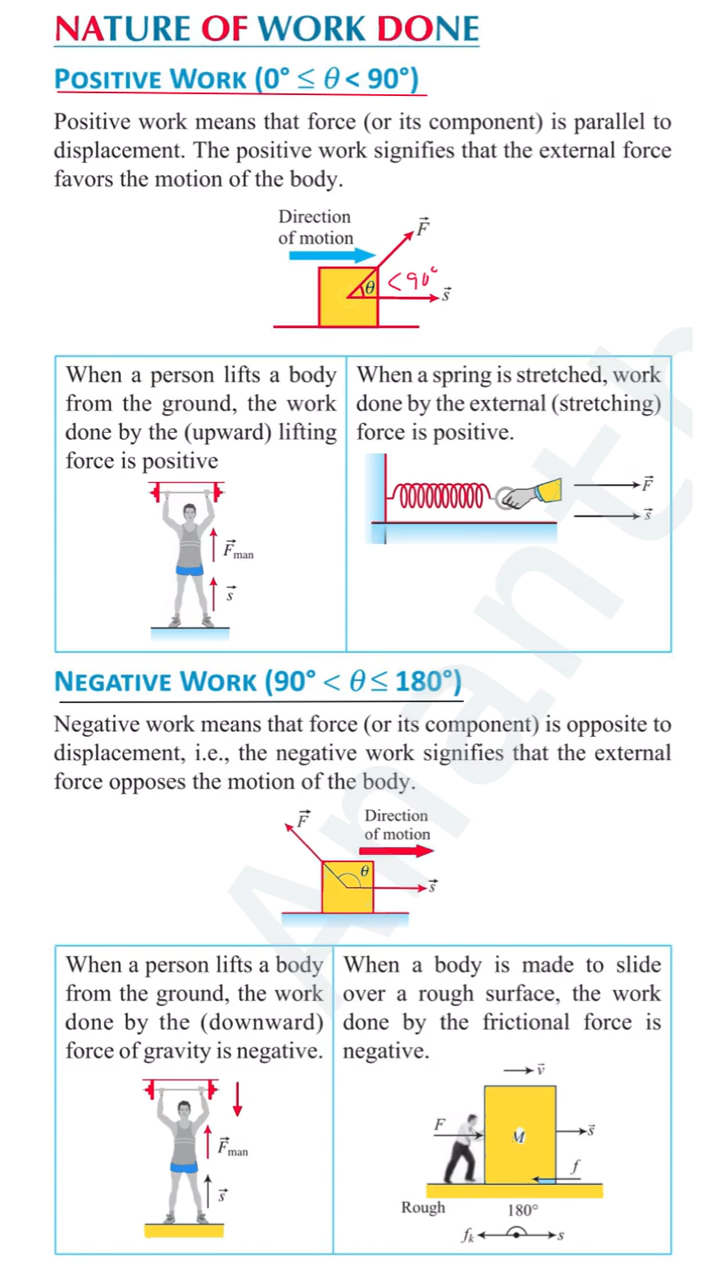 NATURE OF WORK DONE
POSITIVE WORK (0° ≤ θ < 90°)
Positive work means that force (or its component) is parallel to
displacement. The positive work signifies that the external force
favors the motion of the body.
Direction
of motion
F⃗
θ
<90°
s⃗
When a person lifts a body
from the ground, the work
done by the (upward) lifting
force is positive
F⃗man
s⃗
When a spring is stretched, work
done by the external (stretching)
force is positive.
F⃗
s⃗
NEGATIVE WORK (90° < θ ≤ 180°)
Negative work means that force (or its component) is opposite to
displacement, i.e., the negative work signifies that the external
force opposes the motion of the body.
F⃗
Direction
of motion
θ
s⃗
When a person lifts a body
from the ground, the work
done by the (downward)
force of gravity is negative.
F⃗man
s⃗
When a body is made to slide
over a rough surface, the work
done by the frictional force is
negative.
v⃗
F
M
s⃗
f
Rough
180°
fk
s